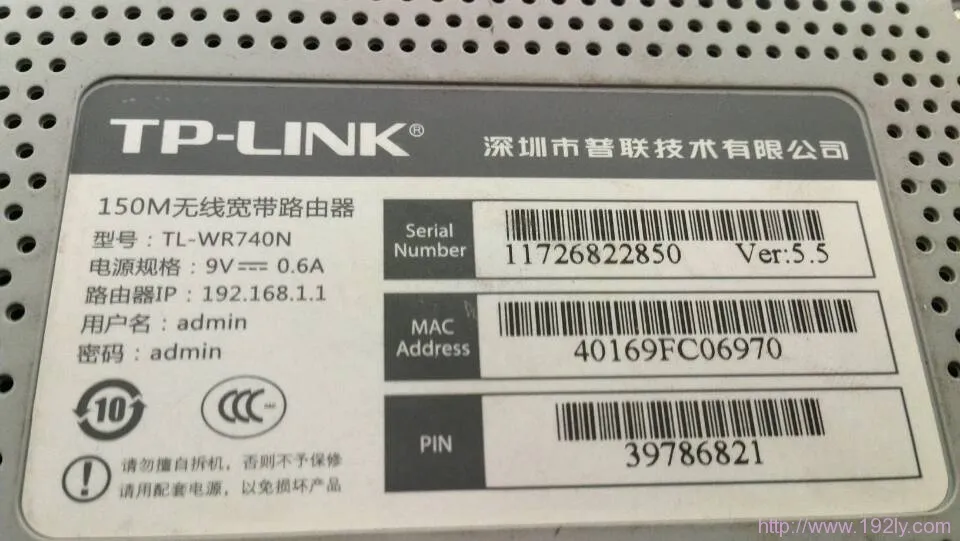 TP-LINK®
深圳市普联技术有限公司
150M无线宽带路由器
型号：TL-WR740N
电源规格：9V⎓ 0.6A
路由器IP：192.168.1.1
用户名：admin
密码：admin
10
CCC
请勿擅自拆机，否则不予保修
请用配套电源，以免损坏产品
Serial Number
11726822850 Ver:5.5
MAC Address
40169FC06970
PIN
39786821
http://www.192ly.com